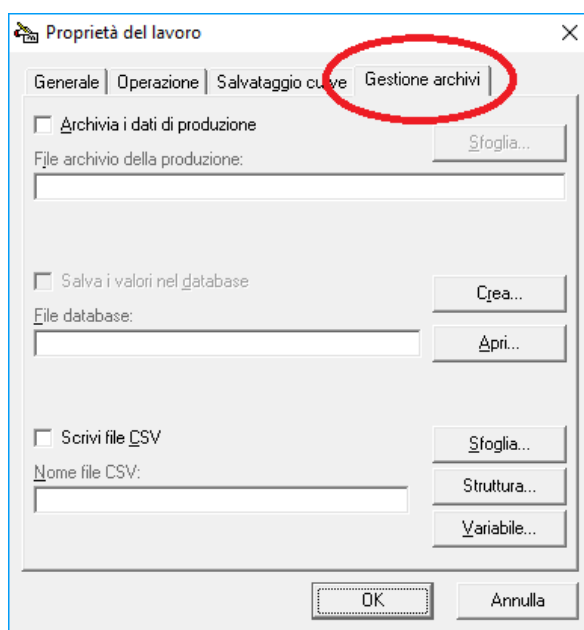 Proprietà del lavoro
Generale Operazione Salvataggio curve Gestione archivi
Archivia i dati di produzione
Sfoglia...
File archivio della produzione:
Salva i valori nel database
Crea...
File database:
Apri...
Scrivi file CSV
Sfoglia...
Nome file CSV:
Struttura...
Variabile...
OK Annulla